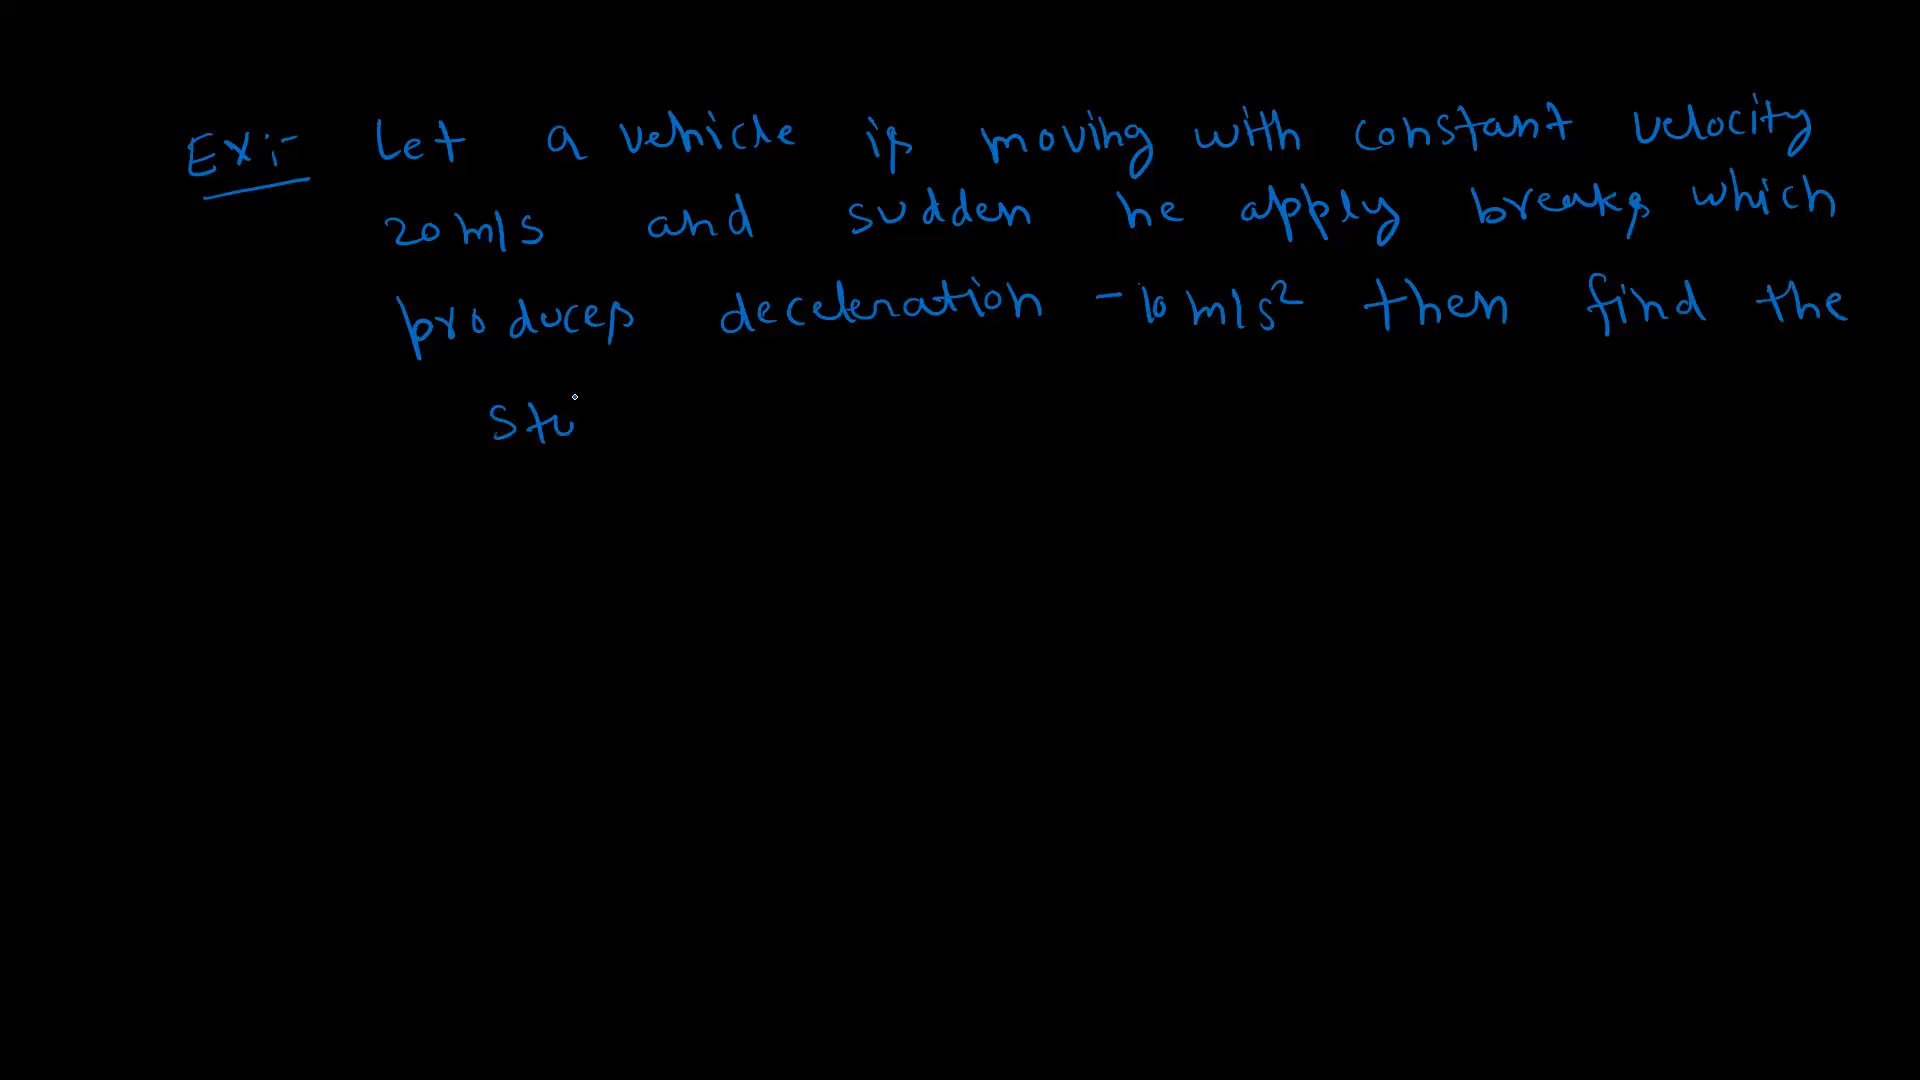 Ex:- Let a vehicle is moving with constant velocity
20 m/s and sudden he apply breaks which
produces deceleration -10 m/s² then find the